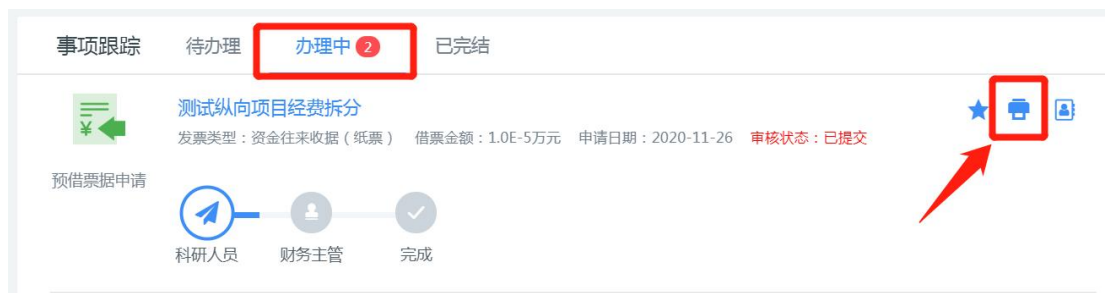 事项跟踪 待办理 办理中 2 已完结
测试纵向项目经费拆分
¥
发票类型：资金往来收据（纸票） 借票金额：1.0E-5万元 申请日期：2020-11-26 审核状态：已提交
预借票据申请
科研人员 财务主管 完成